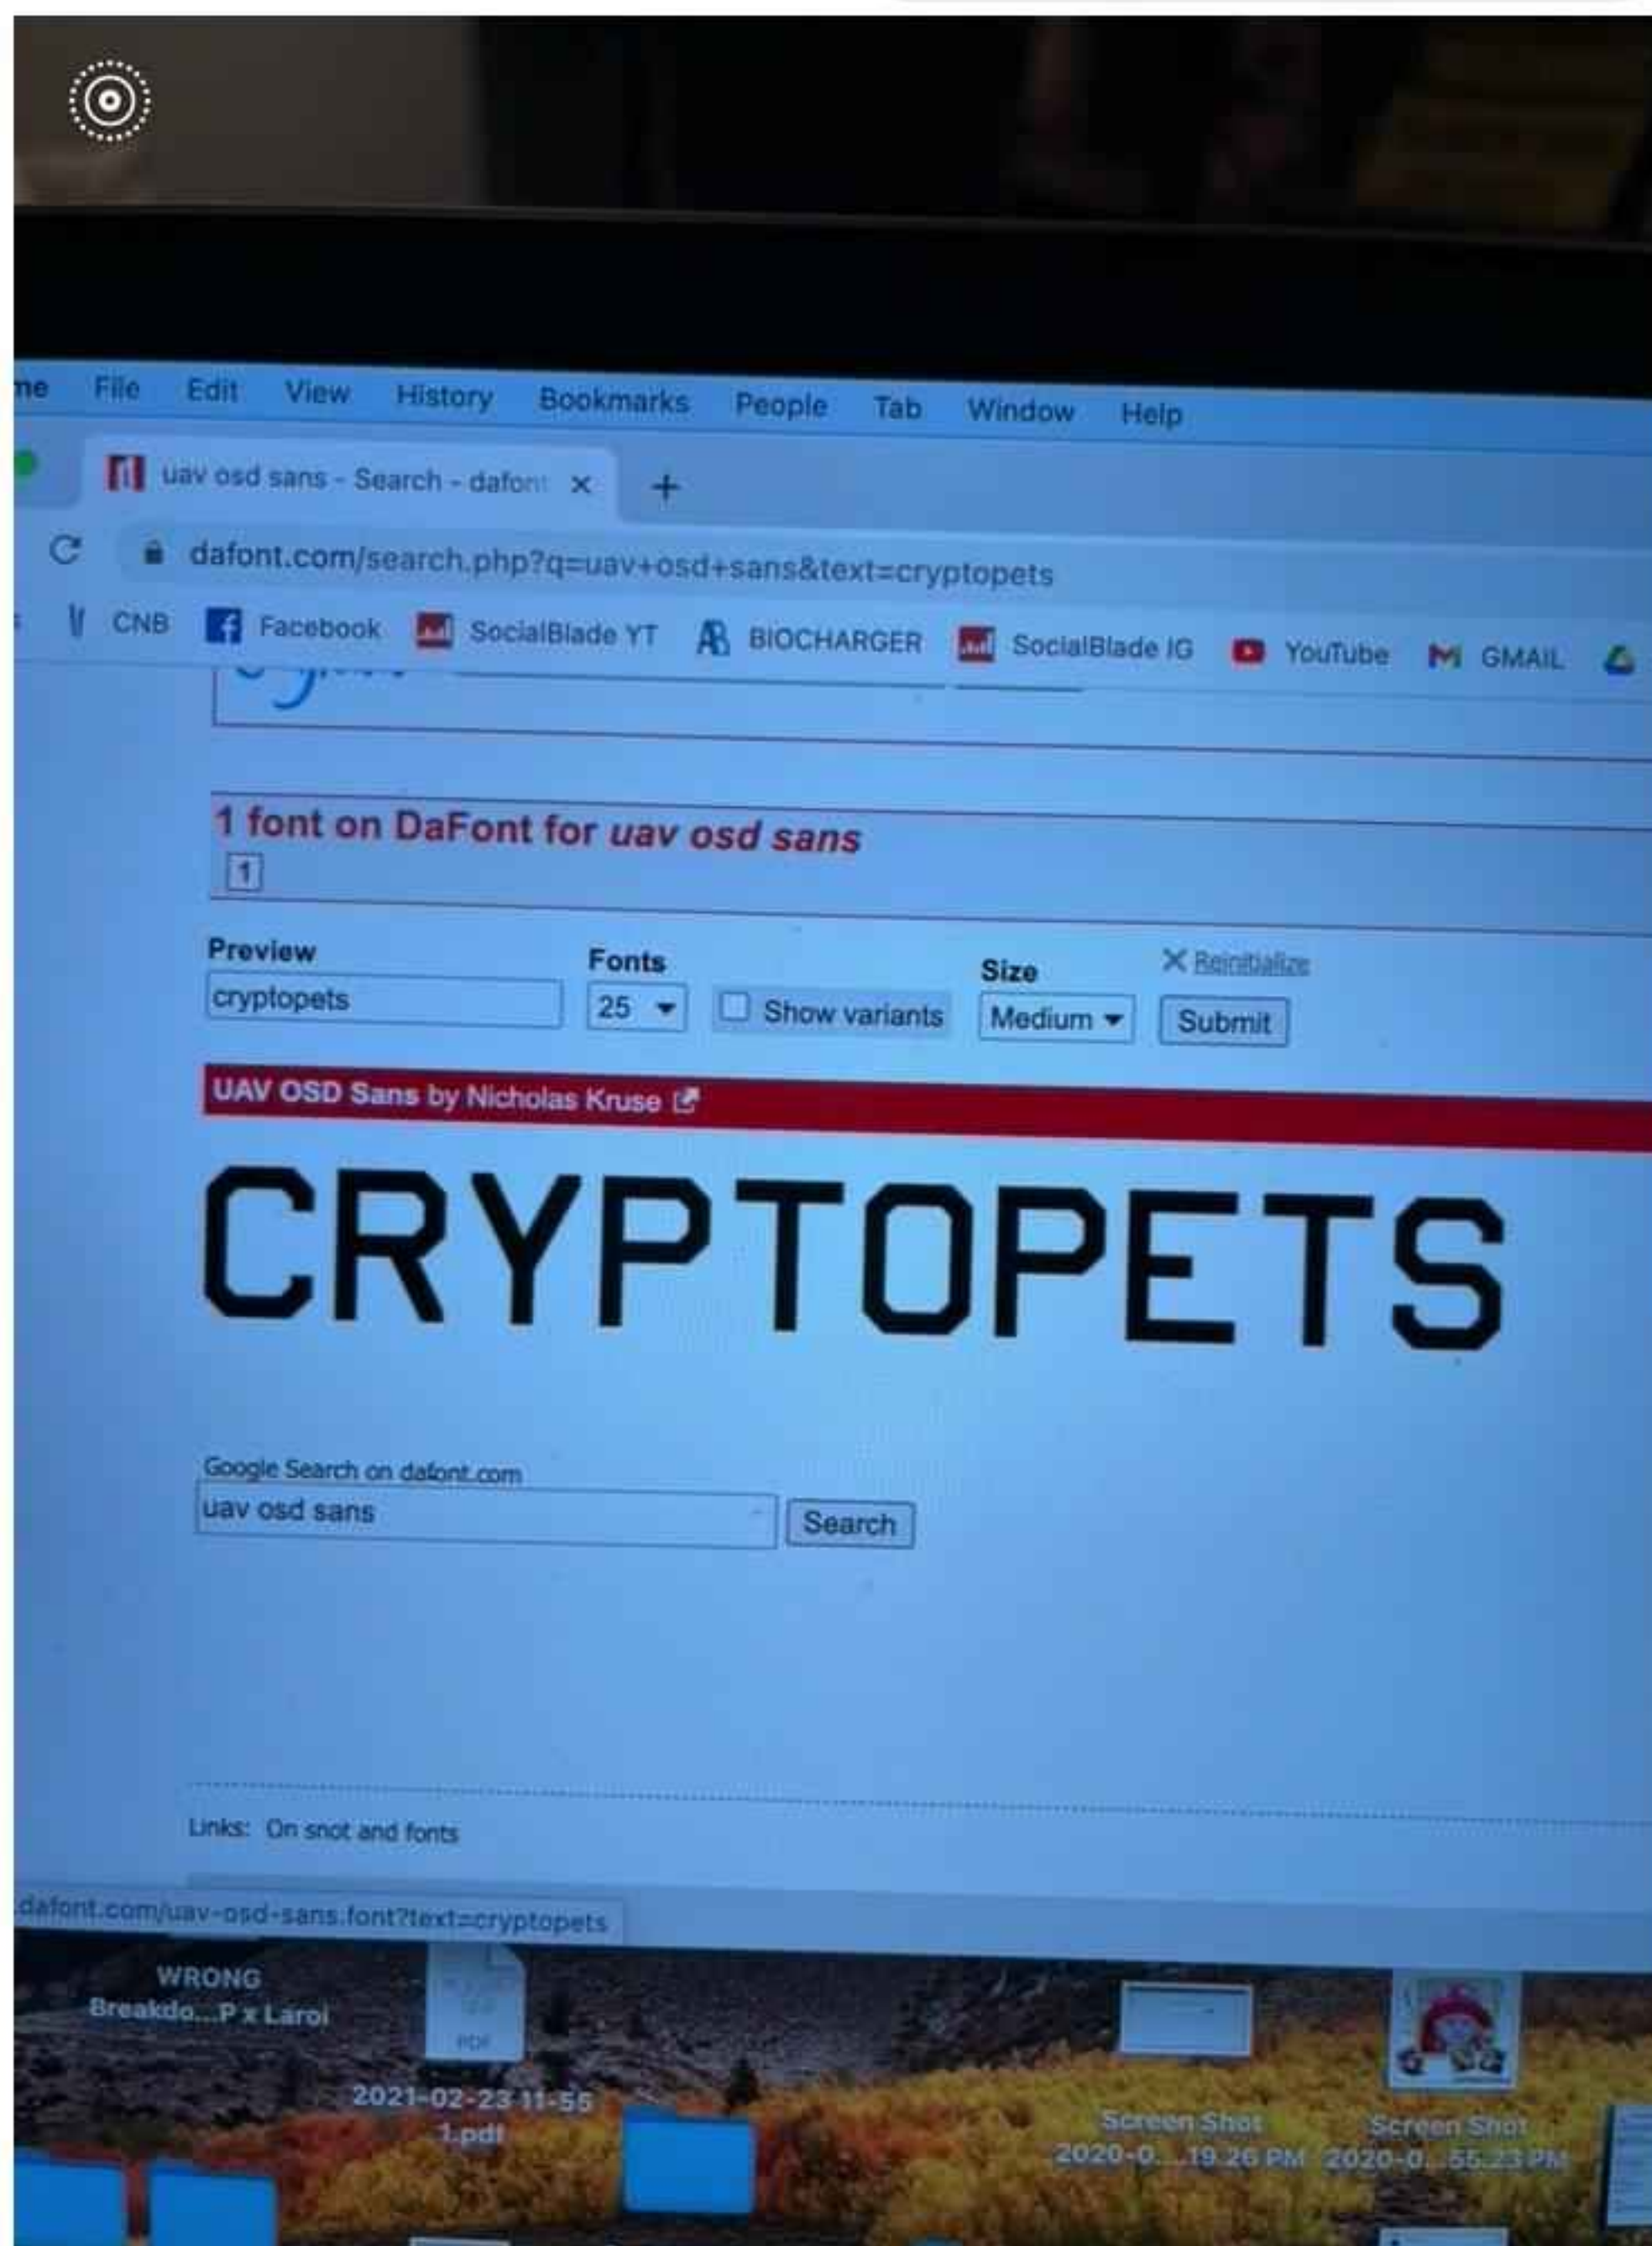 me File Edit View History Bookmarks People Tab Window Help
uav osd sans - Search - dafont
dafont.com/search.php?q=uav+osd+sans&text=cryptopets
CNB Facebook SocialBlade YT BIOCHARGER SocialBlade IG YouTube GMAIL
1 font on DaFont for uav osd sans
1
Preview Fonts Size Reinitialize
cryptopets 25 Show variants Medium Submit
UAV OSD Sans by Nicholas Kruse
CRYPTOPETS
Google Search on dafont.com
uav osd sans Search
Links: On snot and fonts
.dafont.com/uav-osd-sans.font?text=cryptopets
WRONG
Breakdo...P x Laroi
PDF
2021-02-23 11-55
1.pdf
Screen Shot
2020-0....19.26 PM
Screen Shot
2020-0...55.23 PM